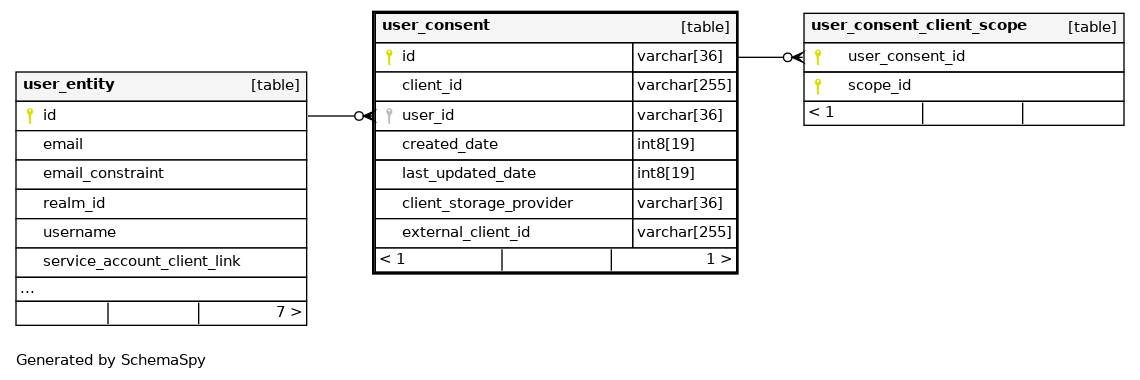 user_entity [table]
id
email
email_constraint
realm_id
username
service_account_client_link
...
7 >
user_consent [table]
id varchar[36]
client_id varchar[255]
user_id varchar[36]
created_date int8[19]
last_updated_date int8[19]
client_storage_provider varchar[36]
external_client_id varchar[255]
< 1 1 >
user_consent_client_scope [table]
user_consent_id
scope_id
< 1
Generated by SchemaSpy